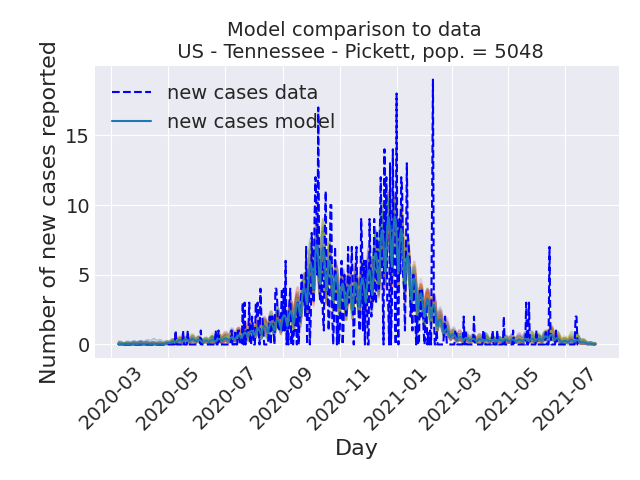 Model comparison to data
US - Tennessee - Pickett, pop. = 5048
Number of new cases reported
new cases data
new cases model
15
10
5
0
2020-03
2020-05
2020-07
2020-09
2020-11
2021-01
2021-03
2021-05
2021-07
Day